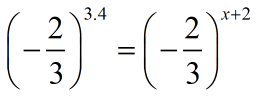 (-2/3)^3.4 = (-2/3)^x+2